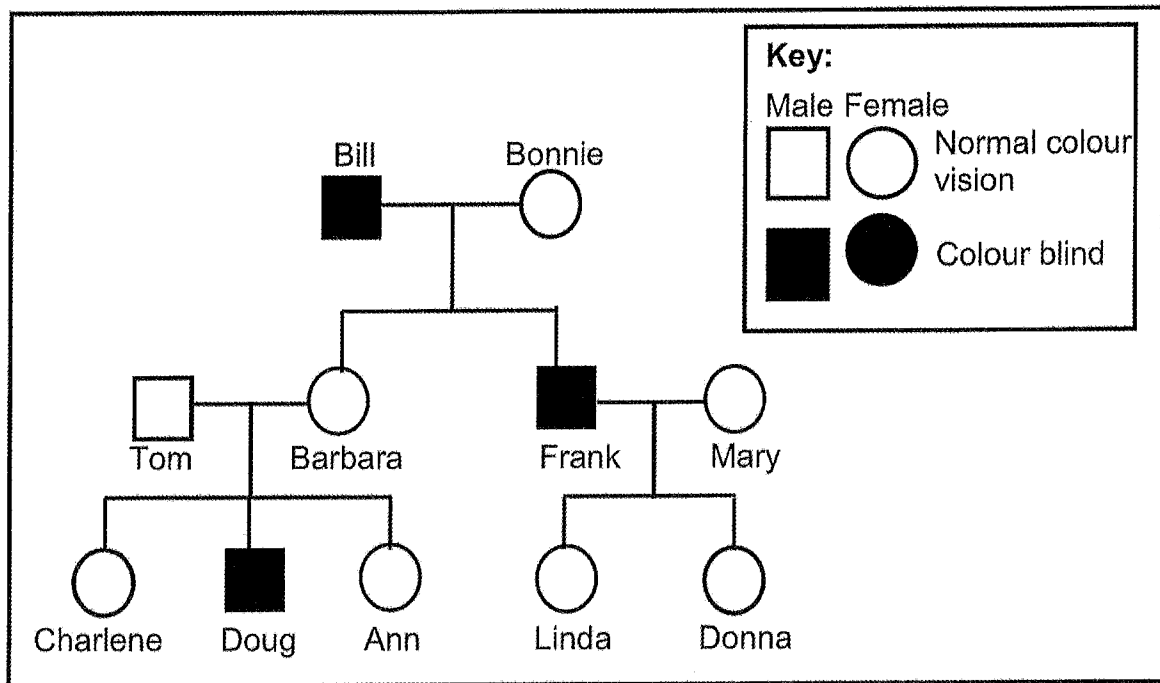 Key:
Male Female
Normal colour
vision
Colour blind
Bill Bonnie
Tom Barbara Frank Mary
Charlene Doug Ann Linda Donna